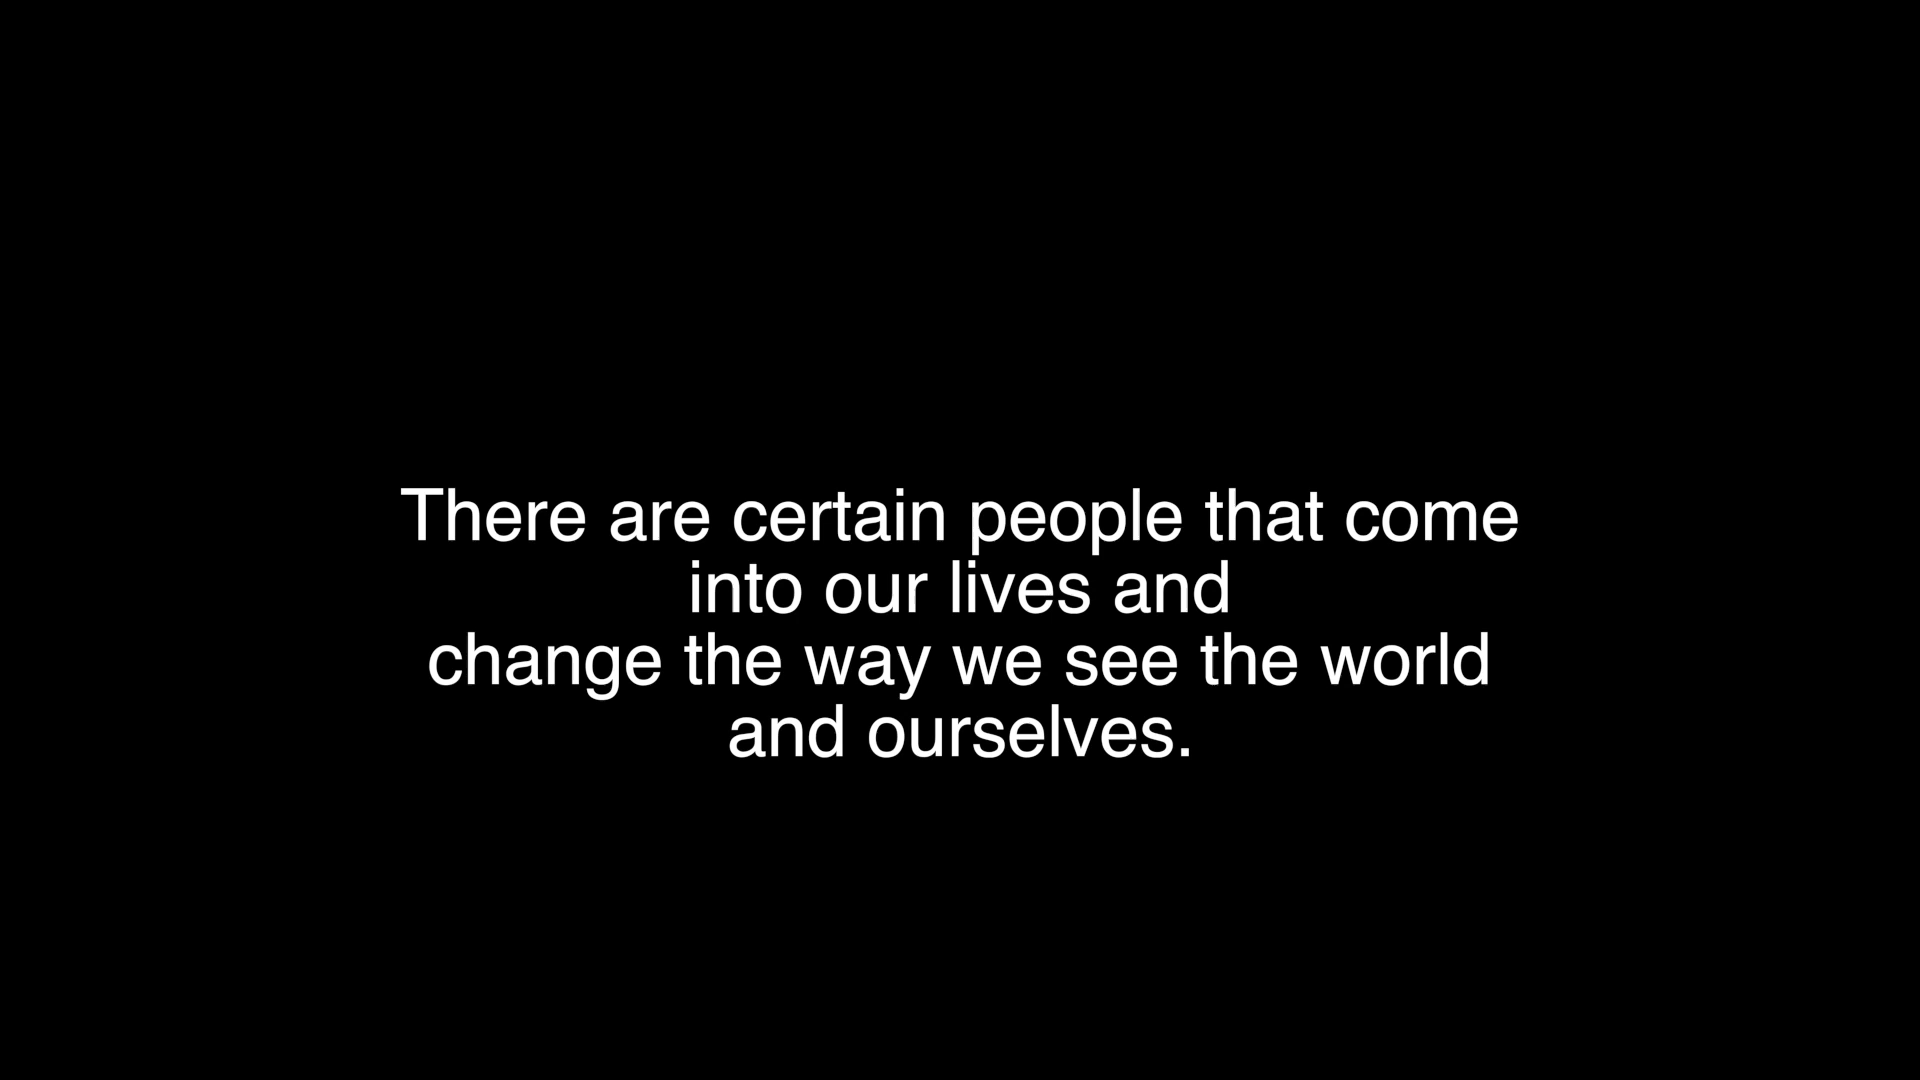 There are certain people that come
into our lives and
change the way we see the world
and ourselves.